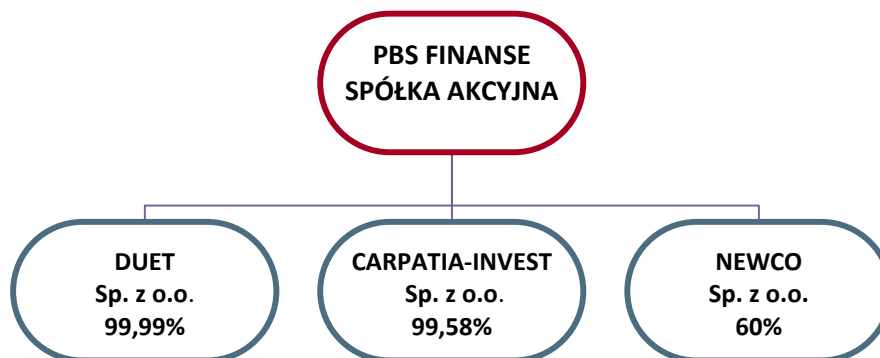 PBS FINANSE
SPÓŁKA AKCYJNA
DUET
Sp. z o.o.
99,99%
CARPATIA-INVEST
Sp. z o.o.
99,58%
NEWCO
Sp. z o.o.
60%